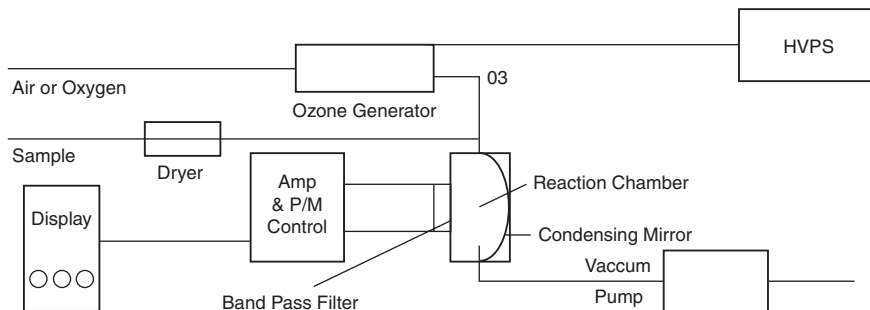 HVPS
Air or Oxygen
03
Ozone Generator
Sample
Dryer
Amp
& P/M
Control
Reaction Chamber
Display
Condensing Mirror
Vaccum
Pump
Band Pass Filter